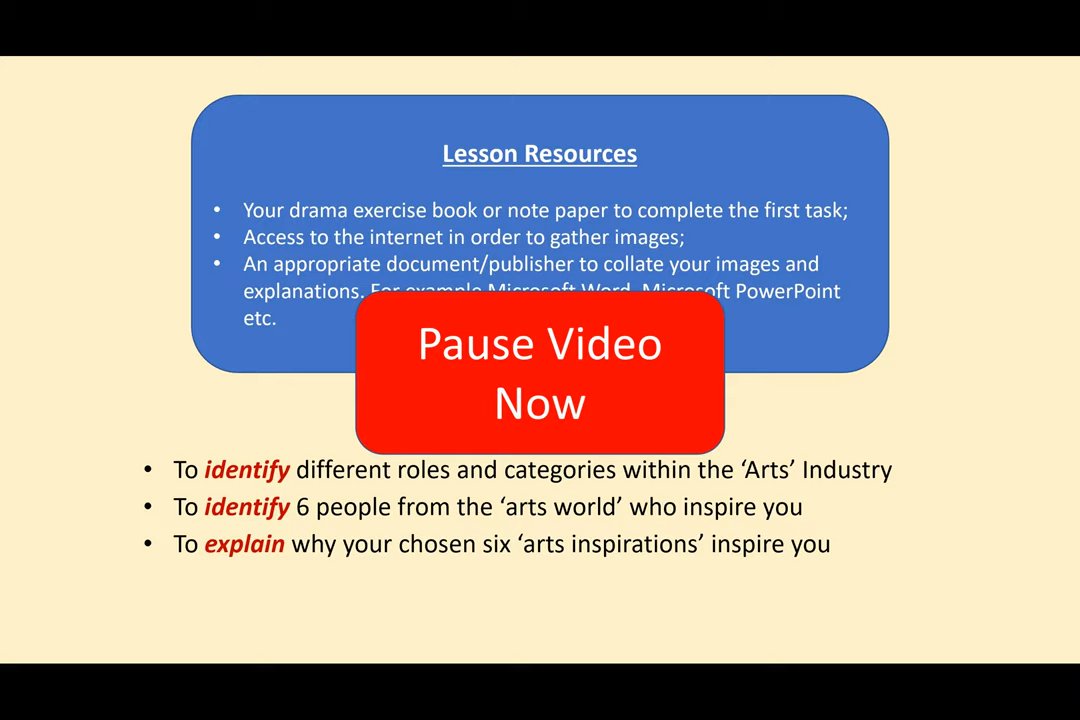 Lesson Resources
• Your drama exercise book or note paper to complete the first task;
• Access to the internet in order to gather images;
• An appropriate document/publisher to collate your images and
explanations. For example Microsoft Word, Microsoft PowerPoint
etc.
Pause Video
Now
• To identify different roles and categories within the ‘Arts’ Industry
• To identify 6 people from the ‘arts world’ who inspire you
• To explain why your chosen six ‘arts inspirations’ inspire you